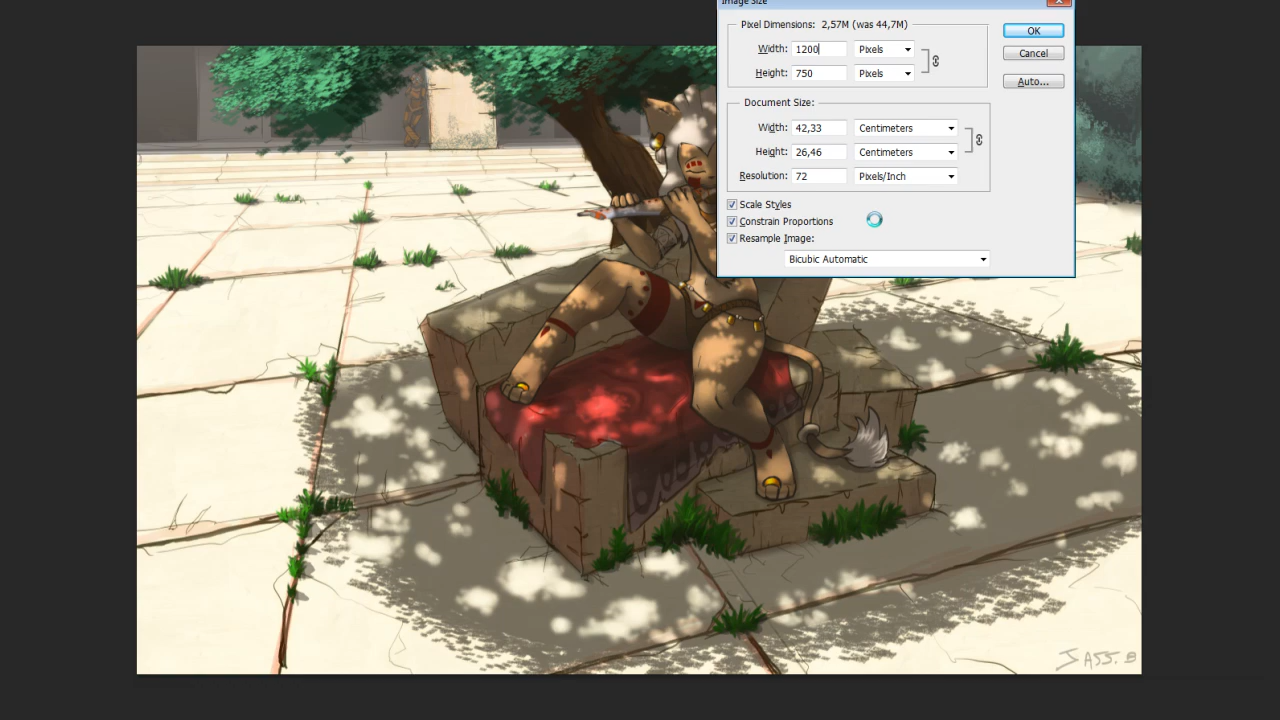 Image Size
Pixel Dimensions: 2,57M (was 44,7M)
Width: 1200 Pixels
Height: 750 Pixels
OK
Cancel
Auto...
Document Size:
Width: 42,33 Centimeters
Height: 26,46 Centimeters
Resolution: 72 Pixels/Inch
Scale Styles
Constrain Proportions
Resample Image:
Bicubic Automatic
JASS.B